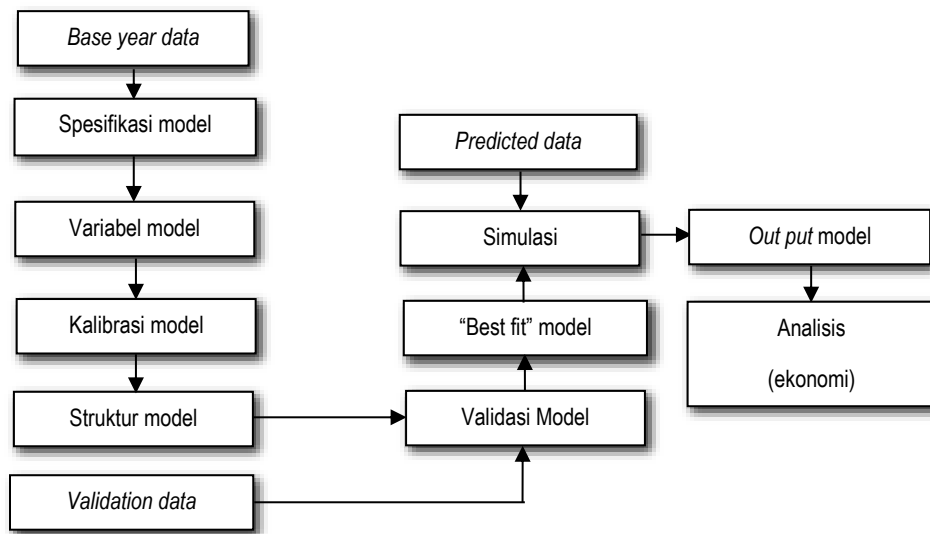 Base year data
Spesifikasi model
Variabel model
Kalibrasi model
Struktur model
Validation data
Predicted data
Simulasi
“Best fit” model
Validasi Model
Out put model
Analisis
(ekonomi)